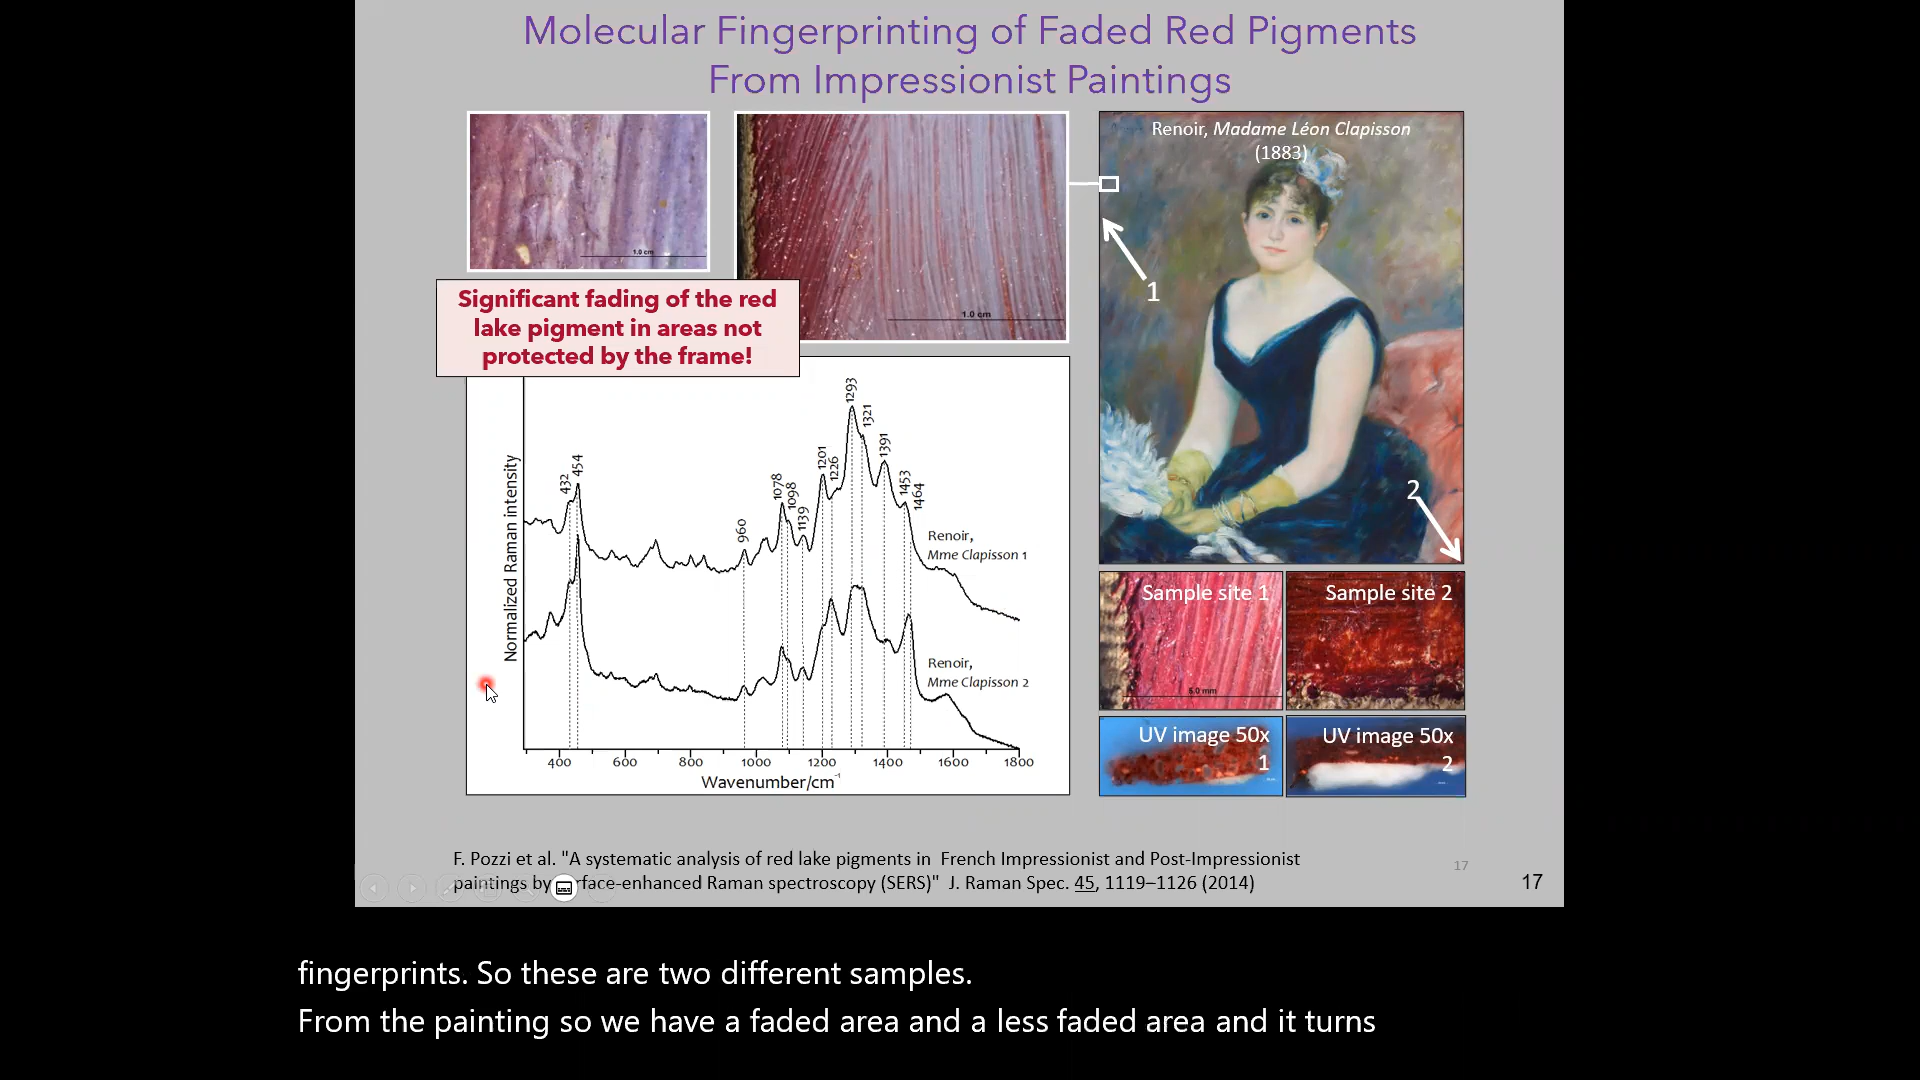 Molecular Fingerprinting of Faded Red Pigments
From Impressionist Paintings
1.0 cm
1.0 cm
Significant fading of the red
lake pigment in areas not
protected by the frame!
Renoir, Madame Léon Clapisson
(1883)
1
2
Normalized Raman intensity
432
454
960
1078
1098
1139
1201
1226
1293
1321
1391
1453
1464
Renoir,
Mme Clapisson 1
Renoir,
Mme Clapisson 2
400 600 800 1000 1200 1400 1600 1800
Wavenumber/cm⁻¹
Sample site 1
Sample site 2
UV image 50x
1
UV image 50x
2
F. Pozzi et al. "A systematic analysis of red lake pigments in French Impressionist and Post-Impressionist
paintings by rface-enhanced Raman spectroscopy (SERS)" J. Raman Spec. 45, 1119–1126 (2014)
17
17
fingerprints. So these are two different samples.
From the painting so we have a faded area and a less faded area and it turns